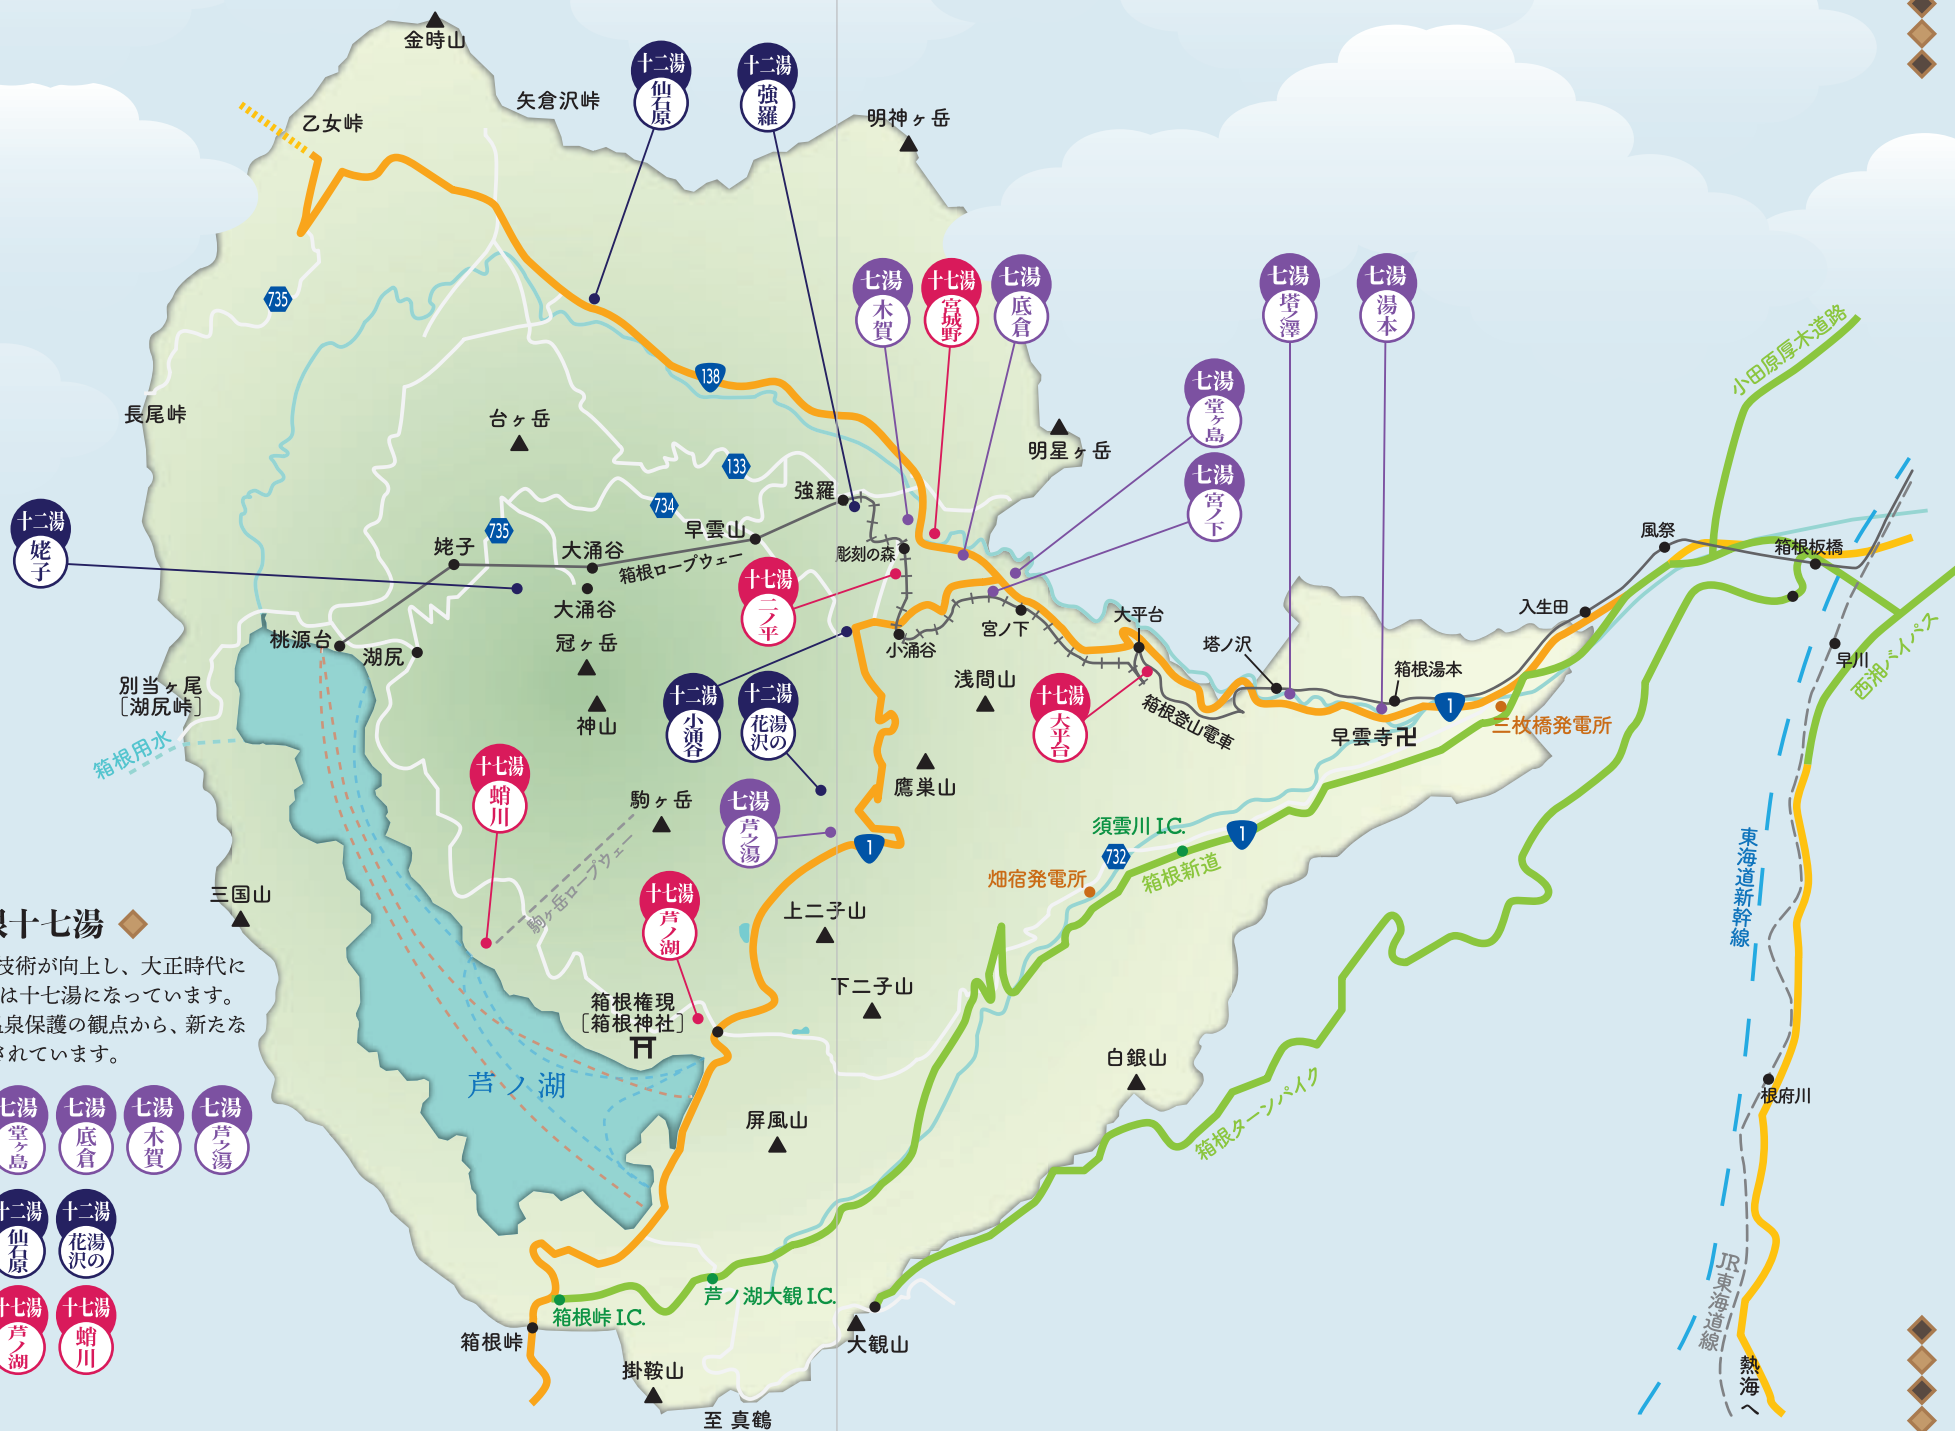 金時山
乙女峠
矢倉沢峠
十二湯
仙石原
十二湯
強羅
明神ヶ岳
735
長尾峠
138
七湯
木賀
十七湯
宮城野
七湯
底倉
七湯
塔之澤
七湯
湯本
七湯
堂ヶ島
七湯
宮ノ下
小田原厚木道路
台ヶ岳
133
明星ヶ岳
強羅
734
735
早雲山
十二湯
姥子
姥子
大涌谷
箱根ロープウェー
彫刻の森
大涌谷
十七湯
二ノ平
桃源台
湖尻
冠ヶ岳
神山
小涌谷
宮ノ下
大平台
塔ノ沢
入生田
風祭
箱根板橋
早川
西湘バイパス
別当ヶ尾
[湖尻峠]
箱根用水
十二湯
小涌谷
十二湯
花湯沢の
浅間山
十七湯
大平台
箱根登山電車
箱根湯本
1
早雲寺卍
三枚橋発電所
十七湯
蛸川
駒ヶ岳
七湯
芦之湯
鷹巣山
1
須雲川 I.C.
732
1
箱根新道
畑宿発電所
東海道新幹線
駒ヶ岳ロープウェー
三国山
十七湯
芦ノ湖
上二子山
下二子山
根十七湯
技術が向上し、大正時代に
は十七湯になっています。
温泉保護の観点から、新たな
されています。
箱根権現
[箱根神社]
芦ノ湖
白銀山
屏風山
箱根ターンパイク
根府川
七湯
堂ヶ島
七湯
底倉
七湯
木賀
七湯
芦之湯
十二湯
仙石原
十二湯
花湯沢の
十七湯
芦ノ湖
十七湯
蛸川
箱根峠 I.C.
芦ノ湖大観 I.C.
箱根峠
大観山
掛鞍山
至 真鶴
JR東海道線
熱海へ